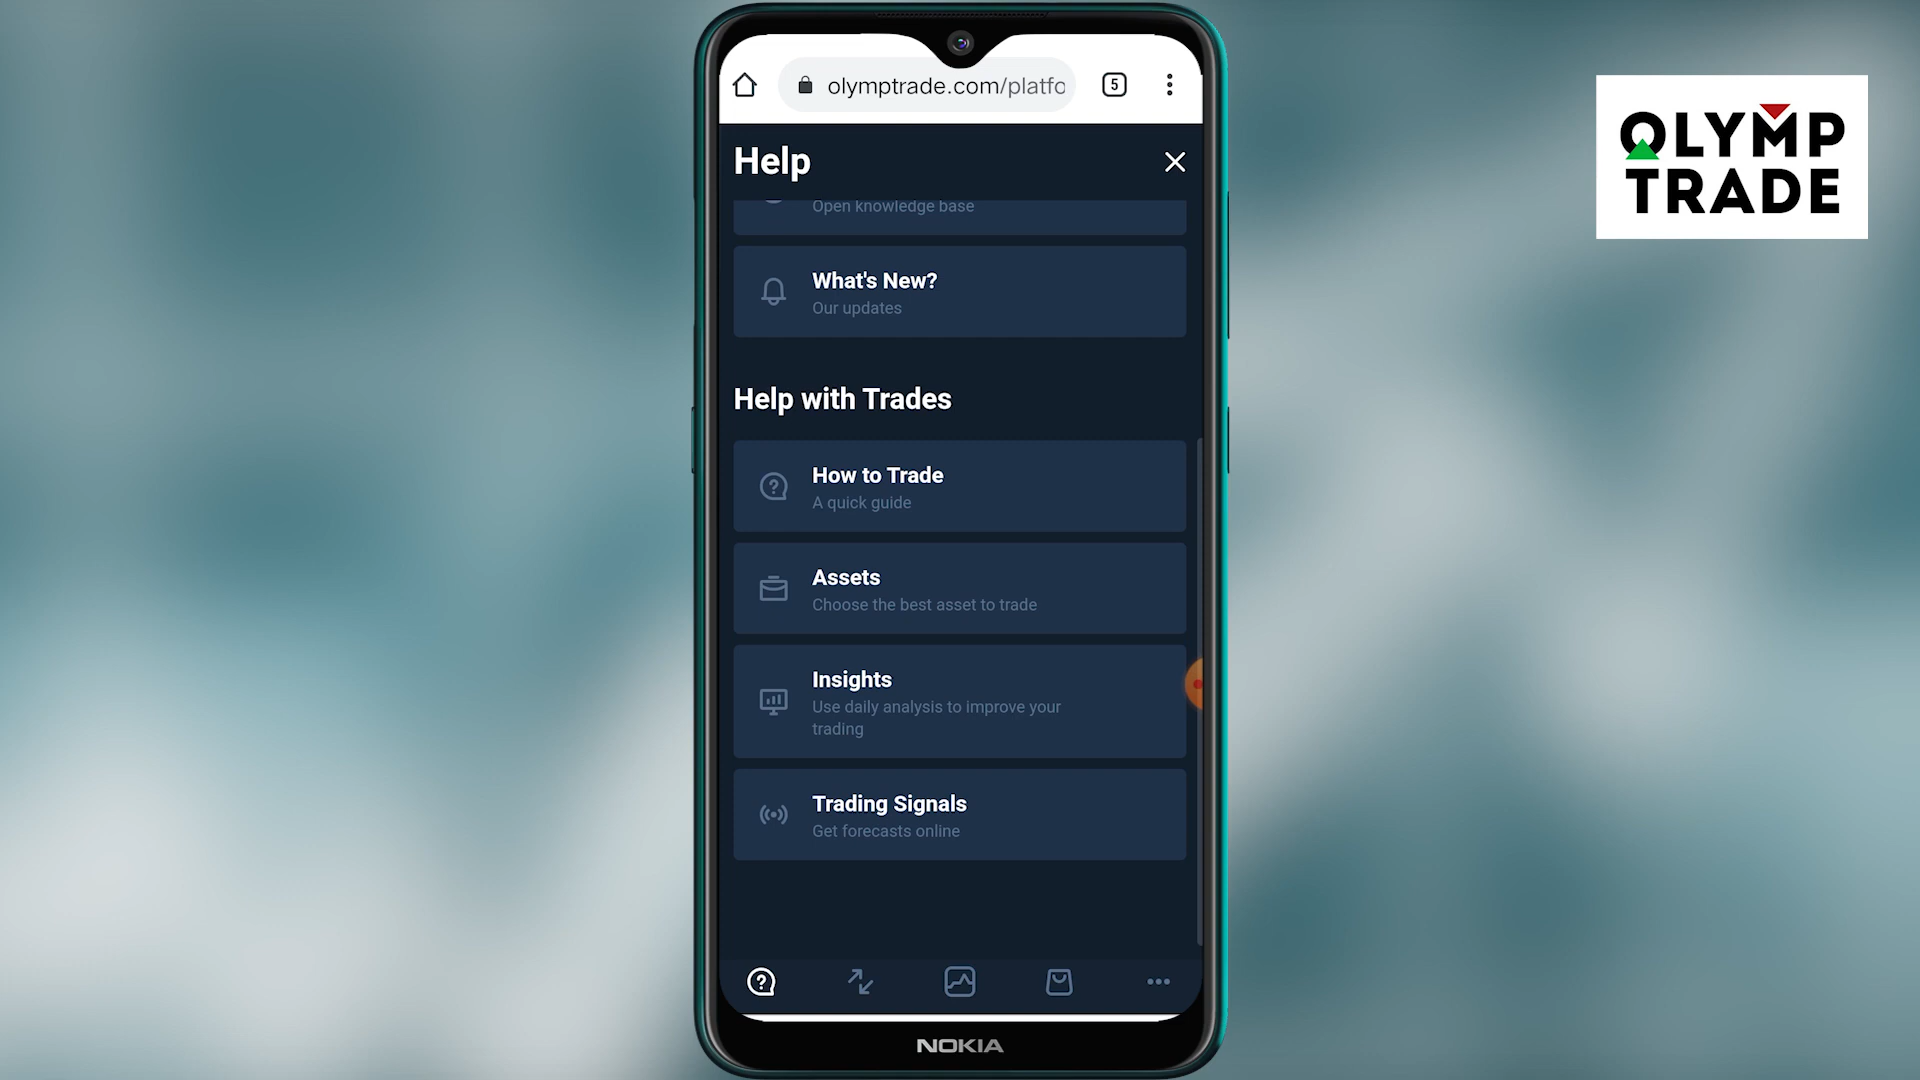 olymptrade.com/platfo
5
Help
Open knowledge base
What's New?
Our updates
Help with Trades
How to Trade
A quick guide
Assets
Choose the best asset to trade
Insights
Use daily analysis to improve your
trading
Trading Signals
Get forecasts online
NOKIA
OLYMP
TRADE